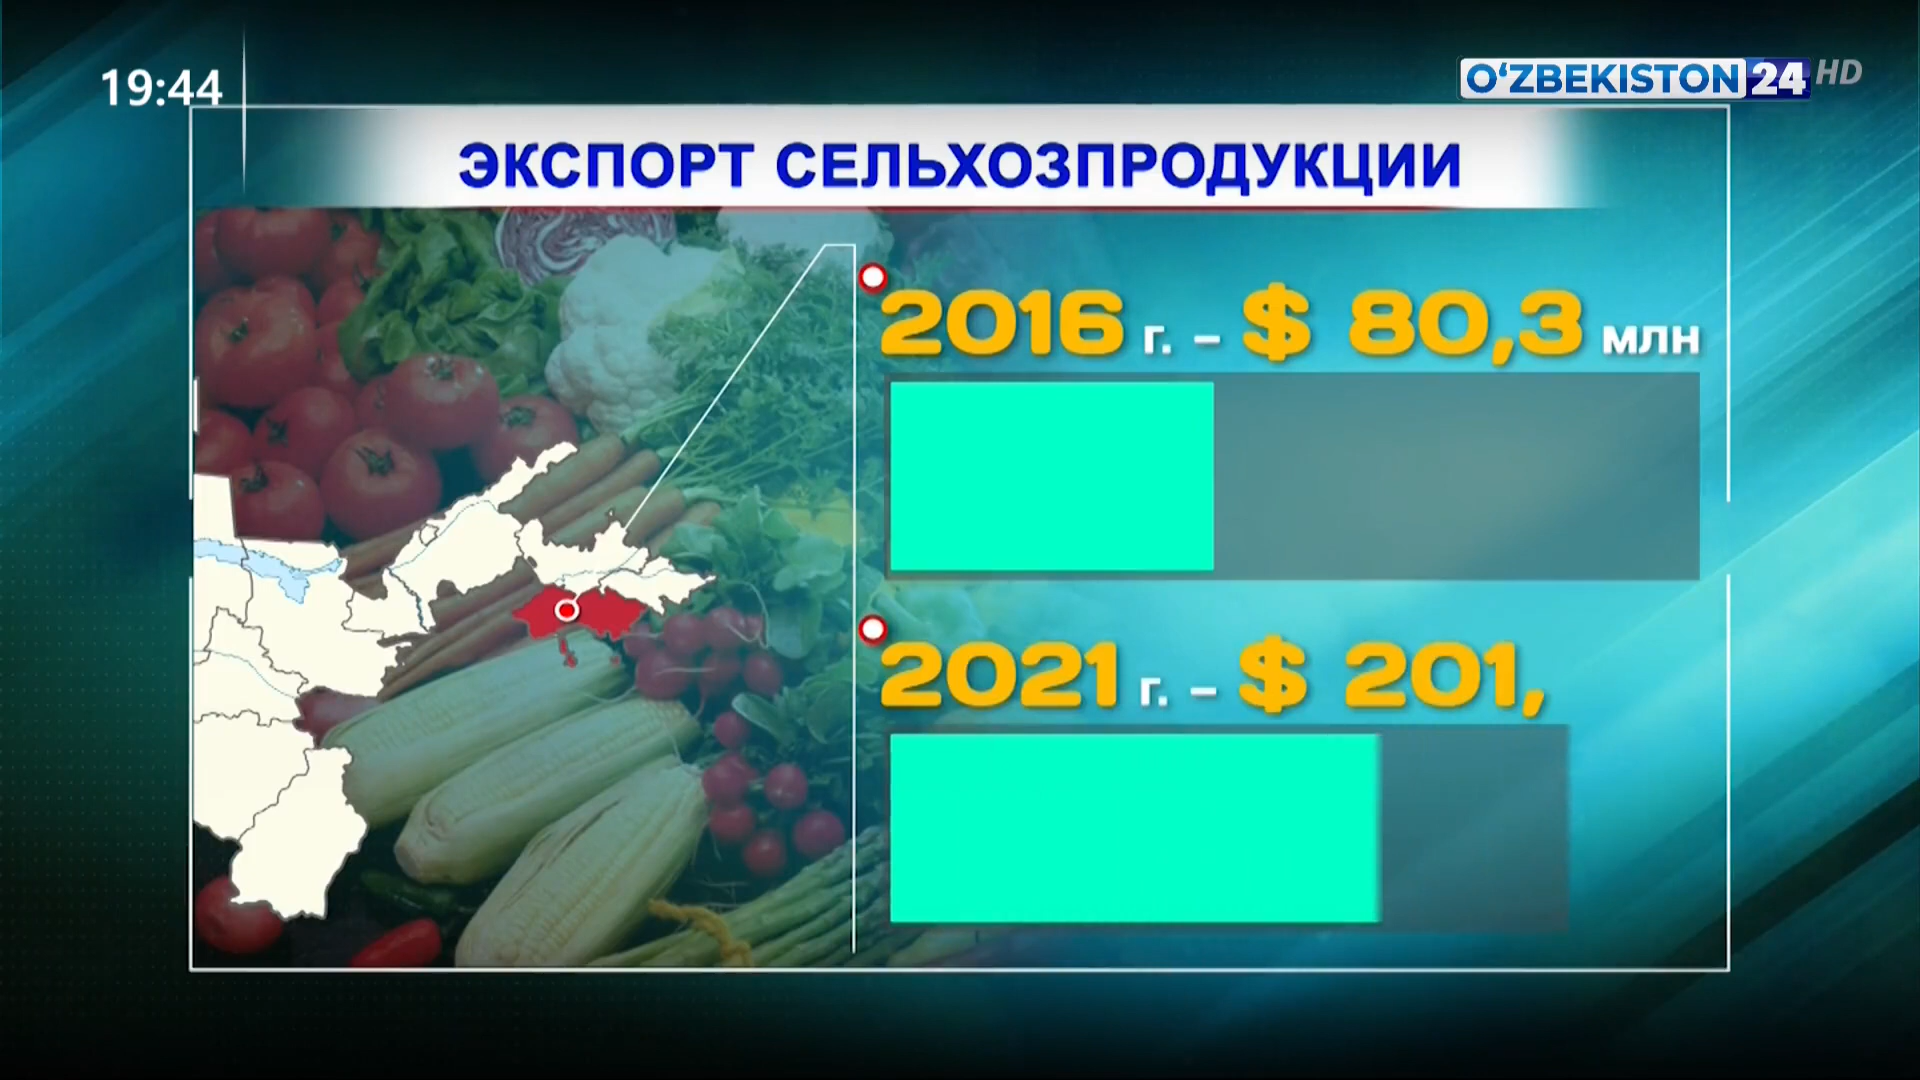 19:44
O‘ZBEKISTON 24 HD
ЭКСПОРТ СЕЛЬХОЗПРОДУКЦИИ
2016 г. – $ 80,3 млн
2021 г. – $ 201,